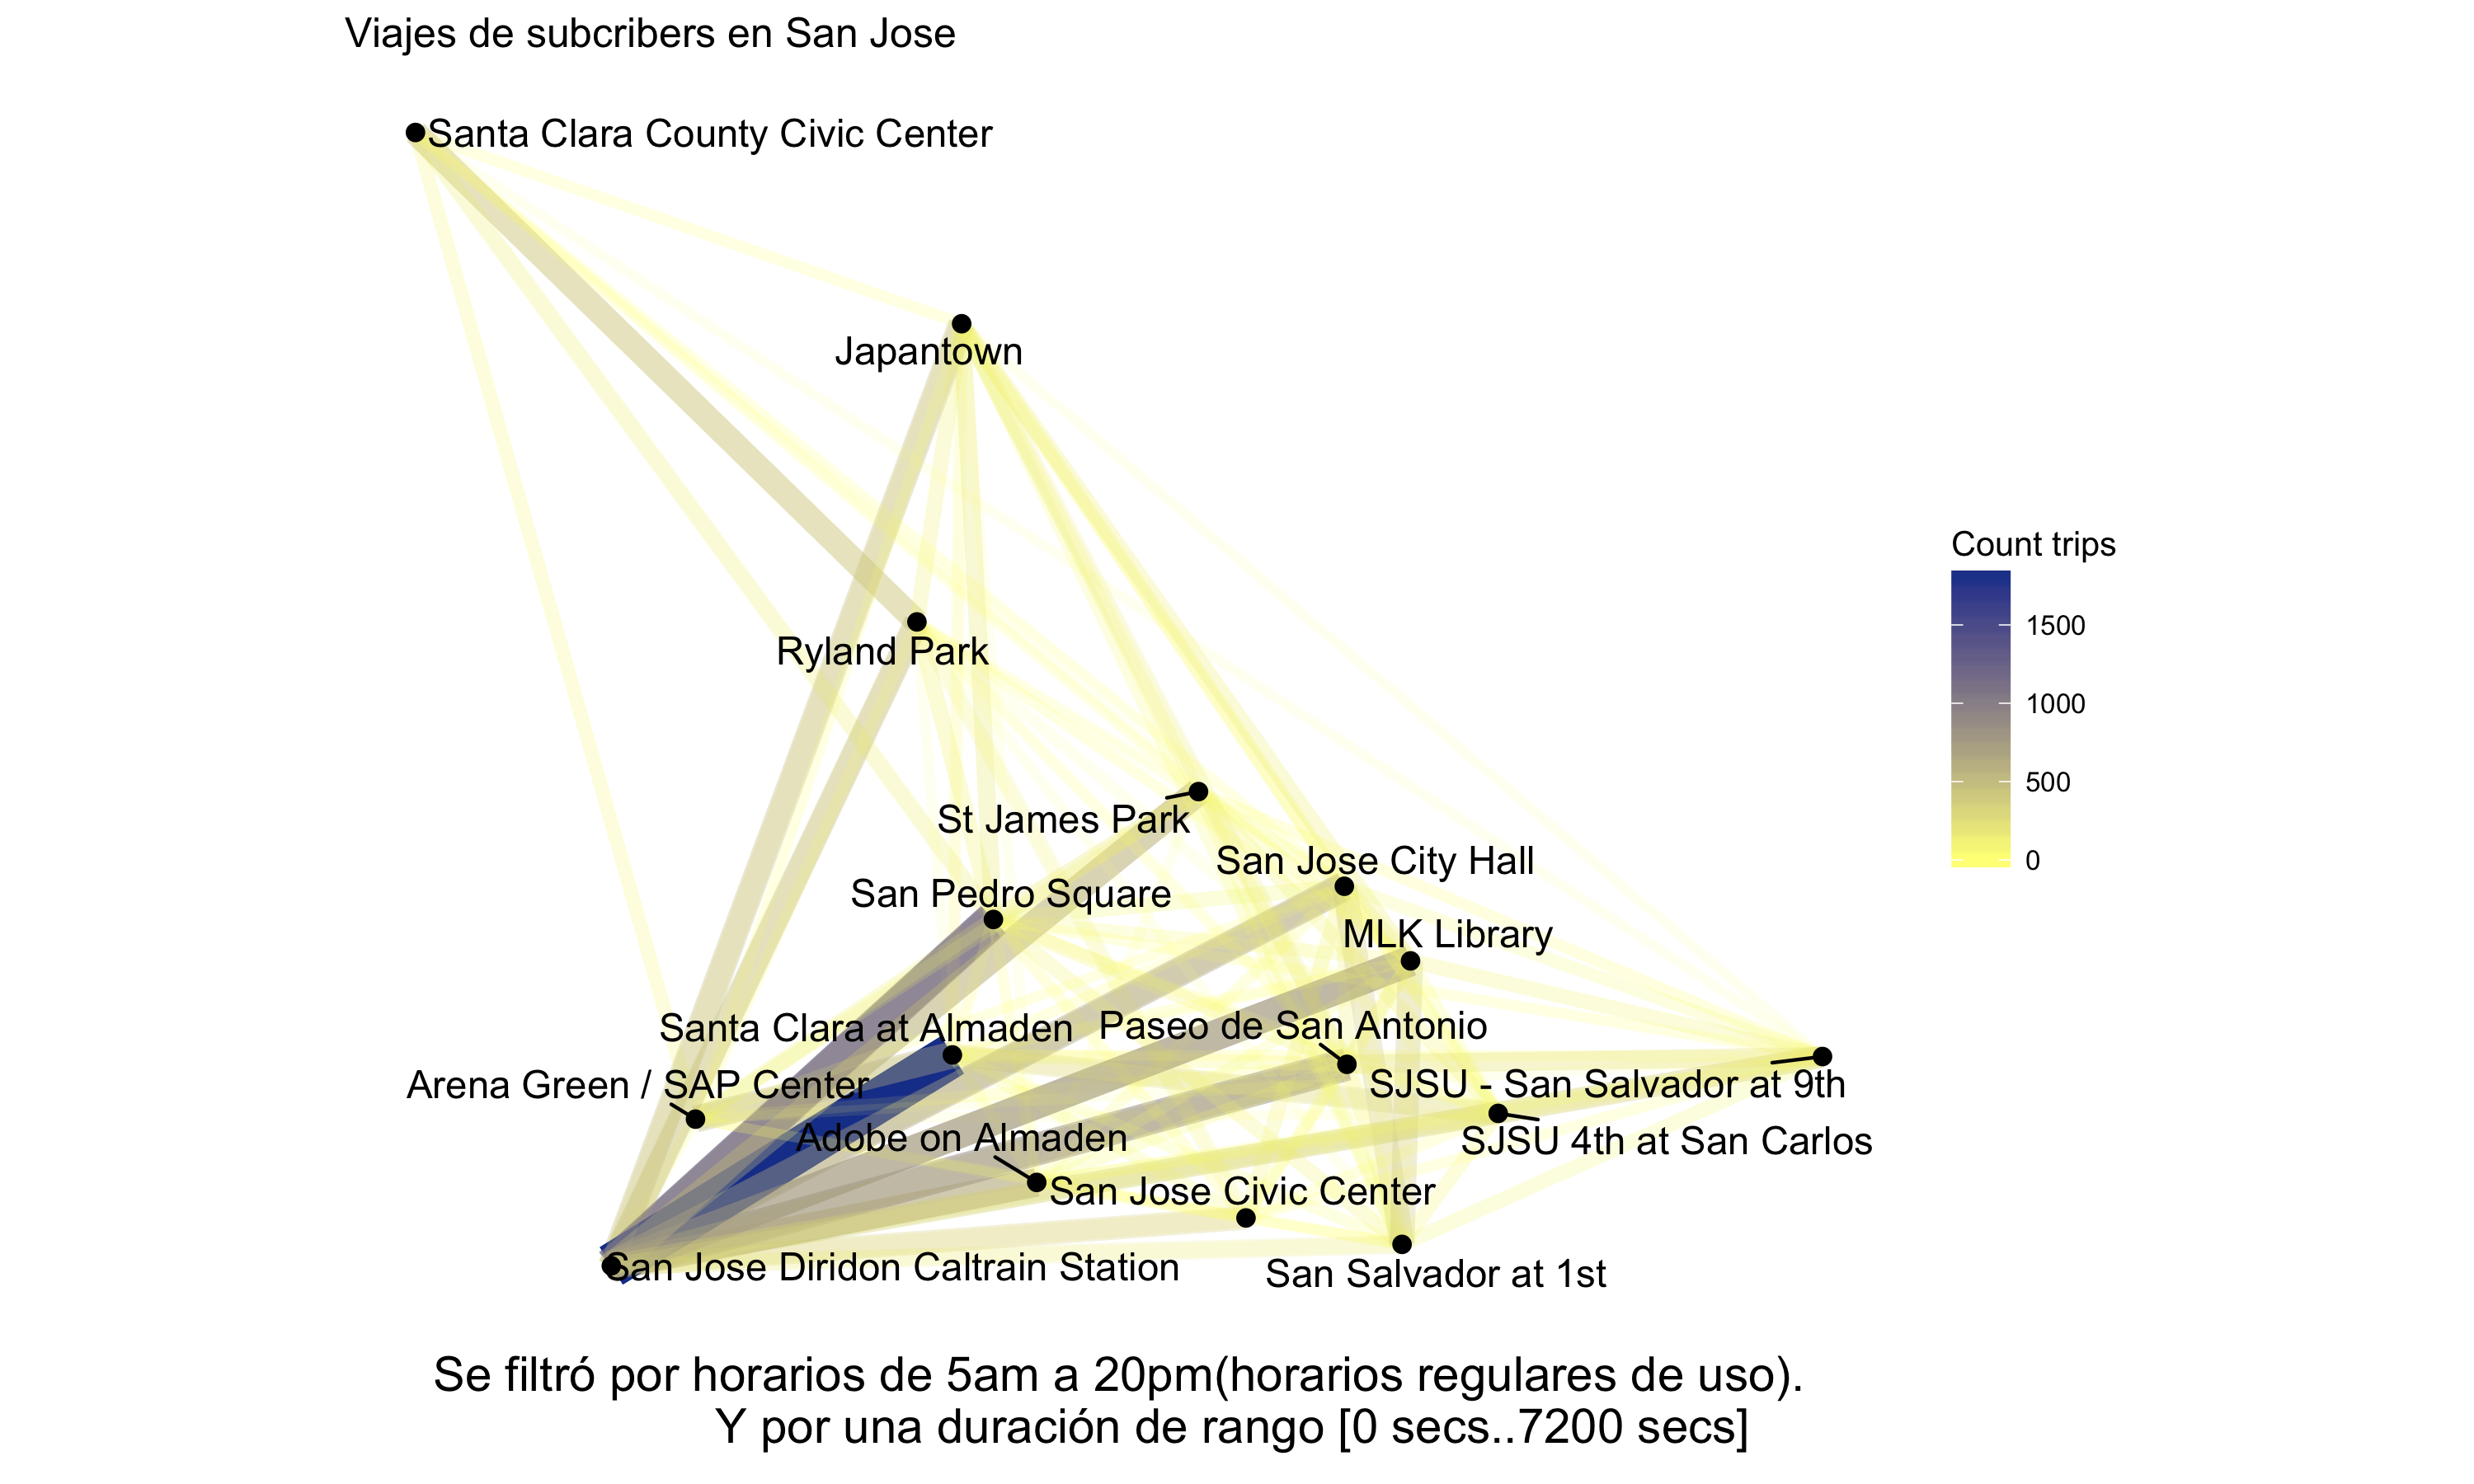 Viajes de subcribers en San Jose
Santa Clara County Civic Center
Japantown
Count trips
1500
1000
500
0
Ryland Park
St James Park
San Jose City Hall
San Pedro Square
MLK Library
Santa Clara at Almaden
Paseo de San Antonio
Arena Green / SAP Center
SJSU - San Salvador at 9th
Adobe on Almaden
SJSU 4th at San Carlos
San Jose Civic Center
San Jose Diridon Caltrain Station
San Salvador at 1st
Se filtró por horarios de 5am a 20pm(horarios regulares de uso).
Y por una duración de rango [0 secs..7200 secs]